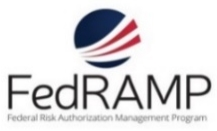 FedRAMP
Federal Risk Authorization Management Program